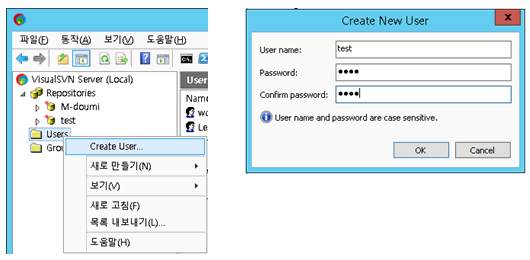 파일(F) 동작(A) 보기(V) 도움말(H)
VisualSVN Server (Local)
Repositories
M-doumi
test
Users
Create User...
새로 만들기(N)
보기(V)
새로 고침(F)
목록 내보내기(L)...
도움말(H)
User
Name
Create New User
User name:
test
Password:
Confirm password:
User name and password are case sensitive.
OK
Cancel